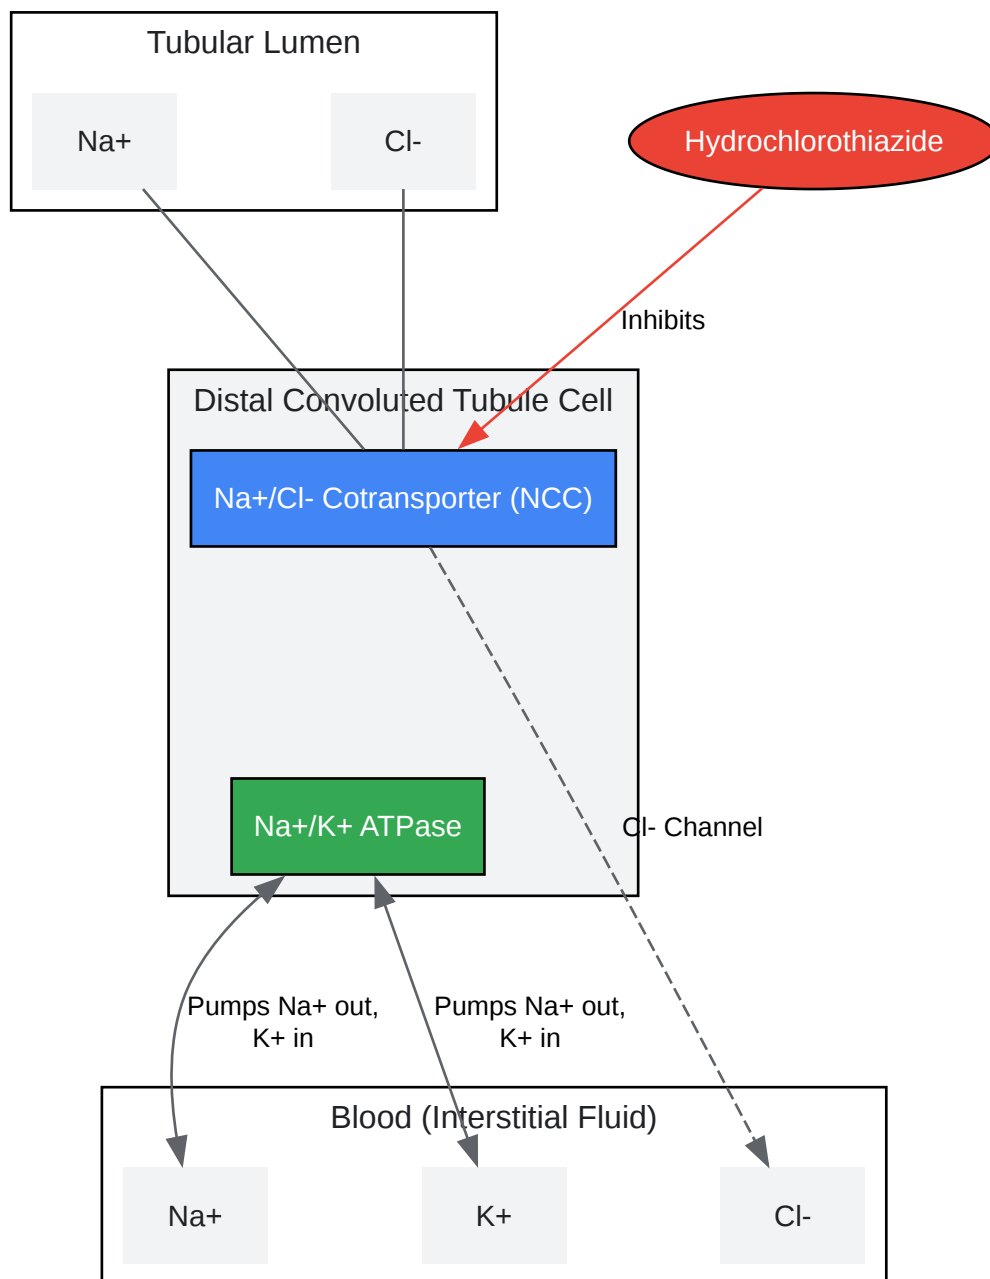 Tubular Lumen
Na+
Cl-
Hydrochlorothiazide
Inhibits
Distal Convoluted Tubule Cell
Na+/Cl- Cotransporter (NCC)
Na+/K+ ATPase
Cl- Channel
Pumps Na+ out,
K+ in
Pumps Na+ out,
K+ in
Blood (Interstitial Fluid)
Na+
K+
Cl-